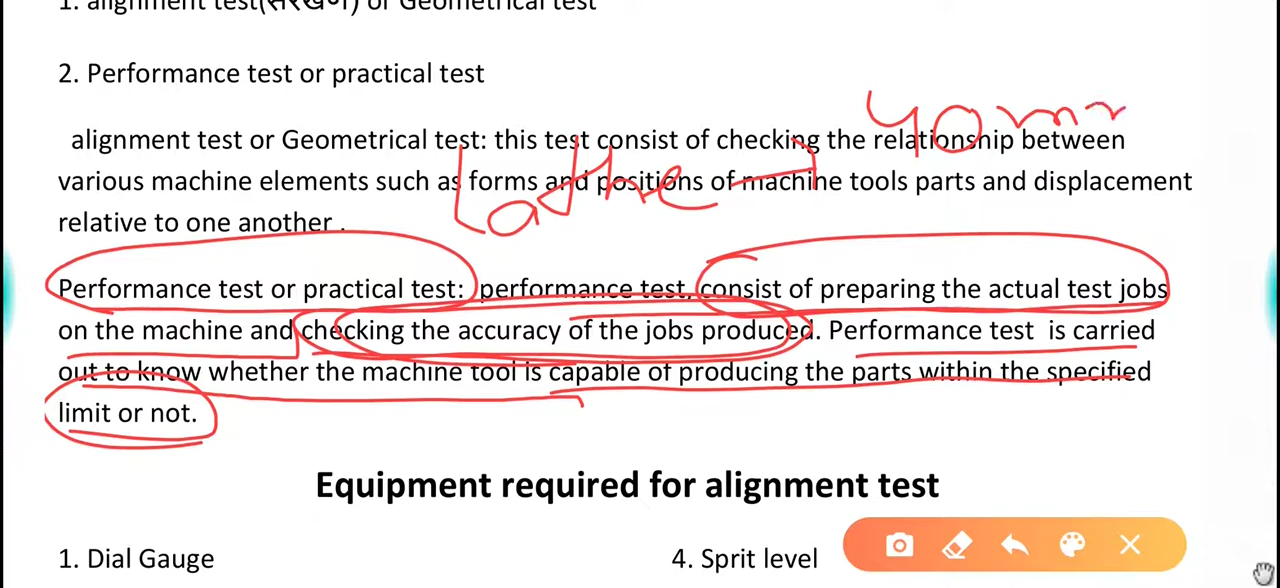 1. alignment test(संरेखण) or Geometrical test
2. Performance test or practical test
40mm
alignment test or Geometrical test: this test consist of checking the relationship between
various machine elements such as forms and positions of machine tools parts and displacement
lathe
relative to one another .
Performance test or practical test: performance test, consist of preparing the actual test jobs
on the machine and checking the accuracy of the jobs produced. Performance test is carried
out to know whether the machine tool is capable of producing the parts within the specified
limit or not.
Equipment required for alignment test
1. Dial Gauge
4. Sprit level